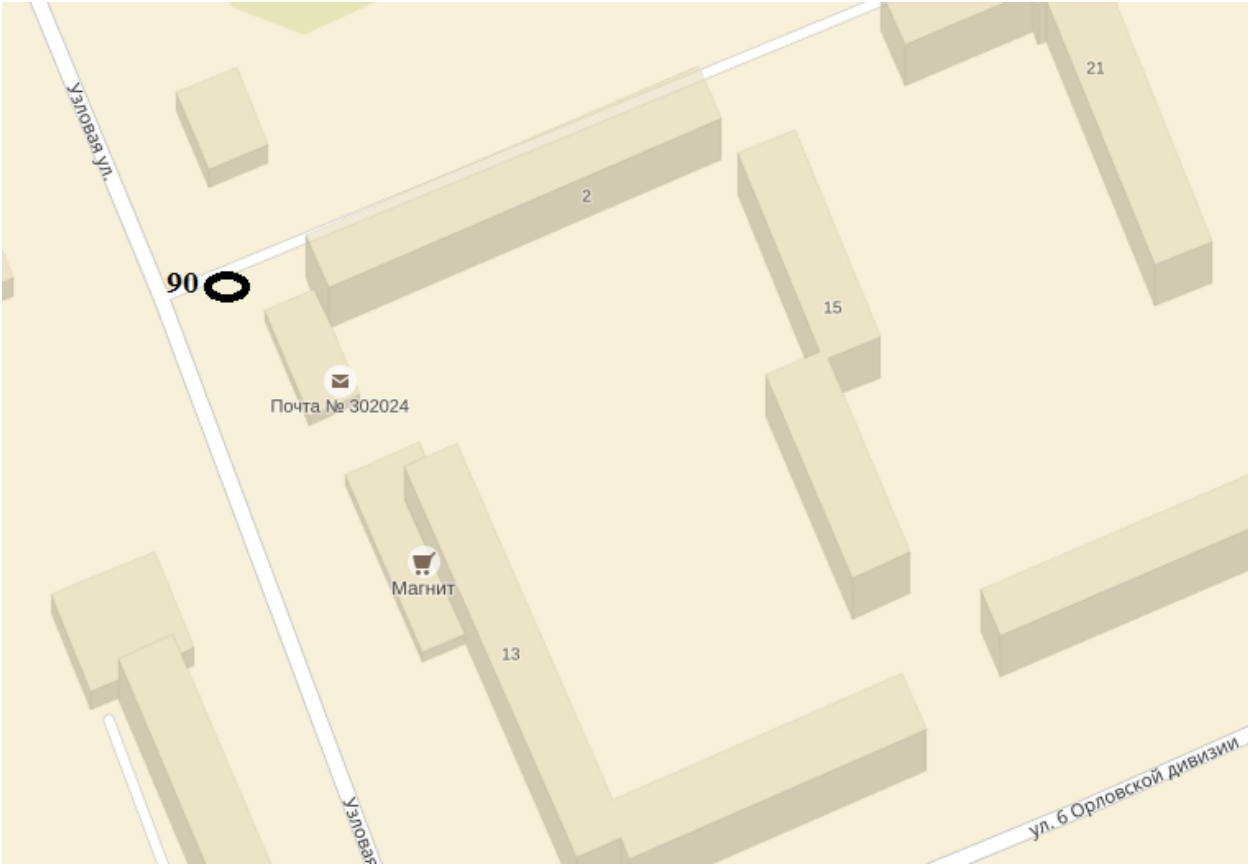 21
Узловая ул.
2
90
15
Почта № 302024
Магнит
13
ул. 6 Орловской дивизии
Узловая